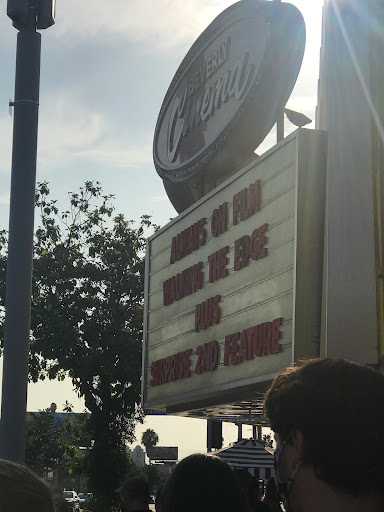 BEVERLY
Cinema
ALWAYS ON FILM
WALKING THE EDGE
PLUS
SURPRISE 2ND FEATURE